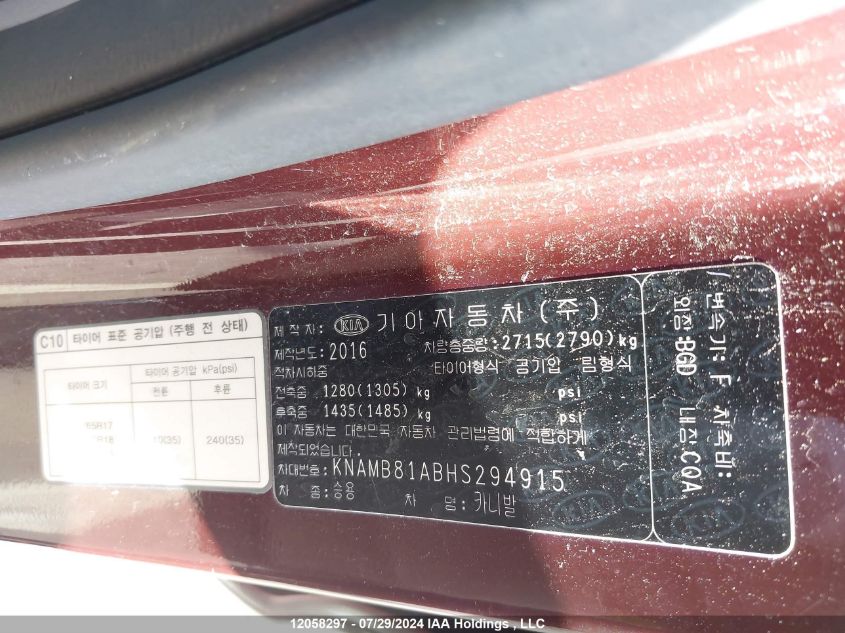 C10 타이어 표준 공기압 (주행 전 상태)
타이어 크기 타이어 공기압 kPa(psi)
전륜 후륜
65R17
R18 240(35)
제 작 자: KIA 기아자동차(주)
제작년도: 2016 차량총중량: 2715(2790) kg
적차시하중 타이어형식 공기압 림형식
전축중 1280(1305) kg psi
후축중 1435(1485) kg psi
이 자동차는 대한민국 자동차 관리법령에 적합하게
제작되었습니다.
차대번호: KNAMB81ABHS294915
차 종: 승용 차 명: 카니발
변속기: F 차축비:
외장: BGD 내장: COA
12058297 - 07/29/2024 IAA Holdings , LLC